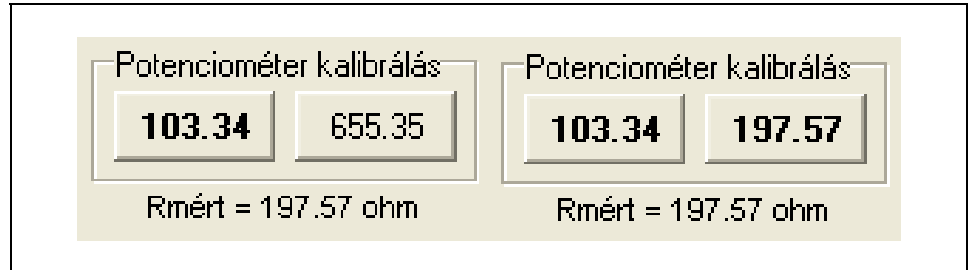 Potenciométer kalibrálás
103.34 655.35
Rmért = 197.57 ohm
Potenciométer kalibrálás
103.34 197.57
Rmért = 197.57 ohm